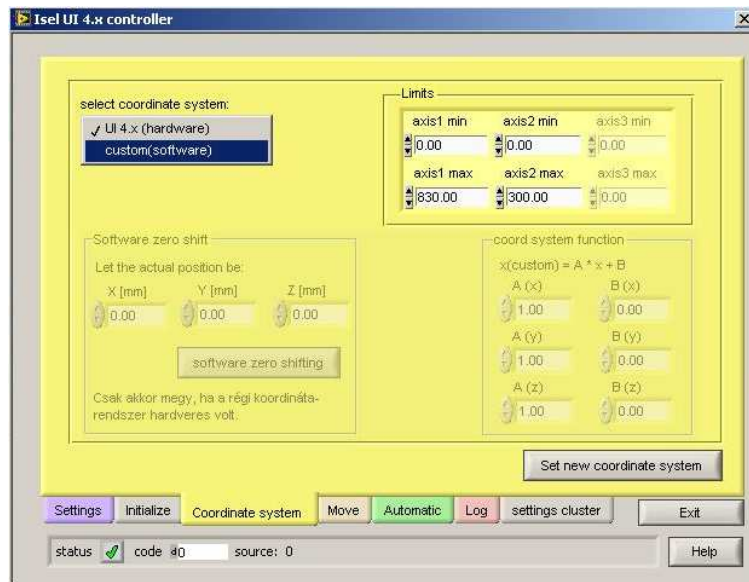 Isel UI 4.x controller
select coordinate system:
✓ UI 4.x (hardware)
custom(software)
Limits
axis1 min axis2 min axis3 min
0.00 0.00 0.00
axis1 max axis2 max axis3 max
830.00 300.00 0.00
Software zero shift
Let the actual position be:
X [mm] Y [mm] Z [mm]
0.00 0.00 0.00
software zero shifting
Csak akkor megy, ha a régi koordináta-
rendszer hardveres volt.
coord system function
x(custom) = A * x + B
A (x) B (x)
1.00 0.00
A (y) B (y)
1.00 0.00
A (z) B (z)
1.00 0.00
Set new coordinate system
Settings Initialize Coordinate system Move Automatic Log settings cluster Exit
status code d0 source: 0 Help